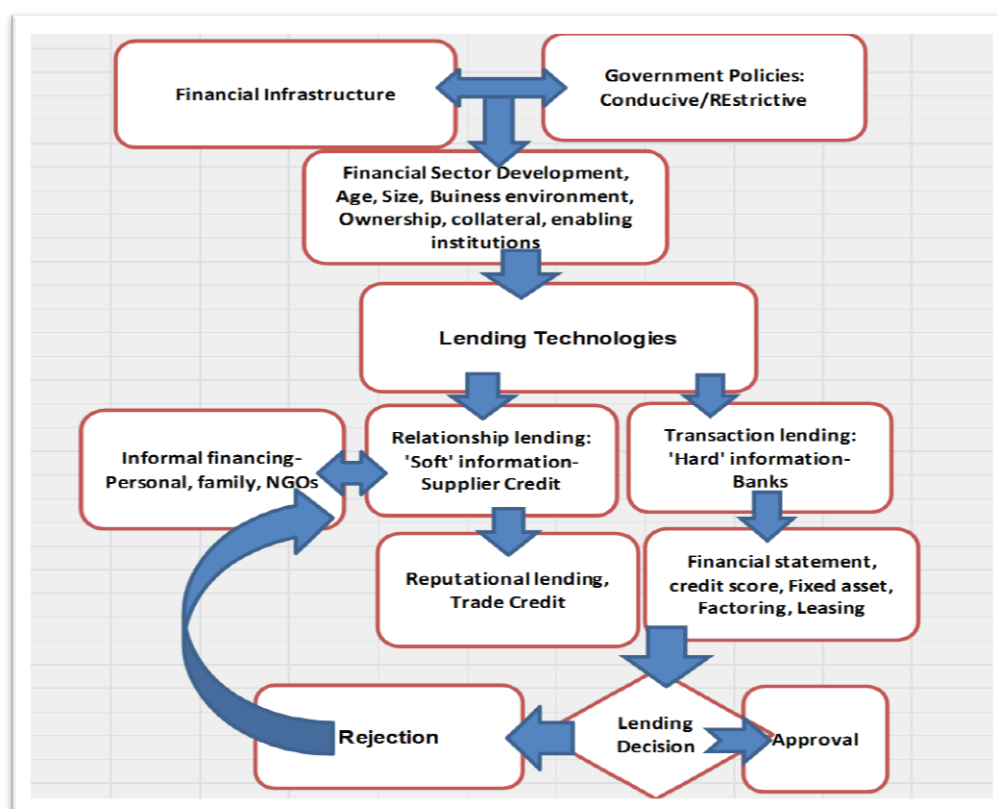 Financial Infrastructure
Government Policies:
Conducive/REstrictive
Financial Sector Development,
Age, Size, Buiness environment,
Ownership, collateral, enabling
institutions
Lending Technologies
Informal financing-
Personal, family, NGOs
Relationship lending:
'Soft' information-
Supplier Credit
Transaction lending:
'Hard' information-
Banks
Reputational lending,
Trade Credit
Financial statement,
credit score, Fixed asset,
Factoring, Leasing
Rejection
Lending
Decision
Approval